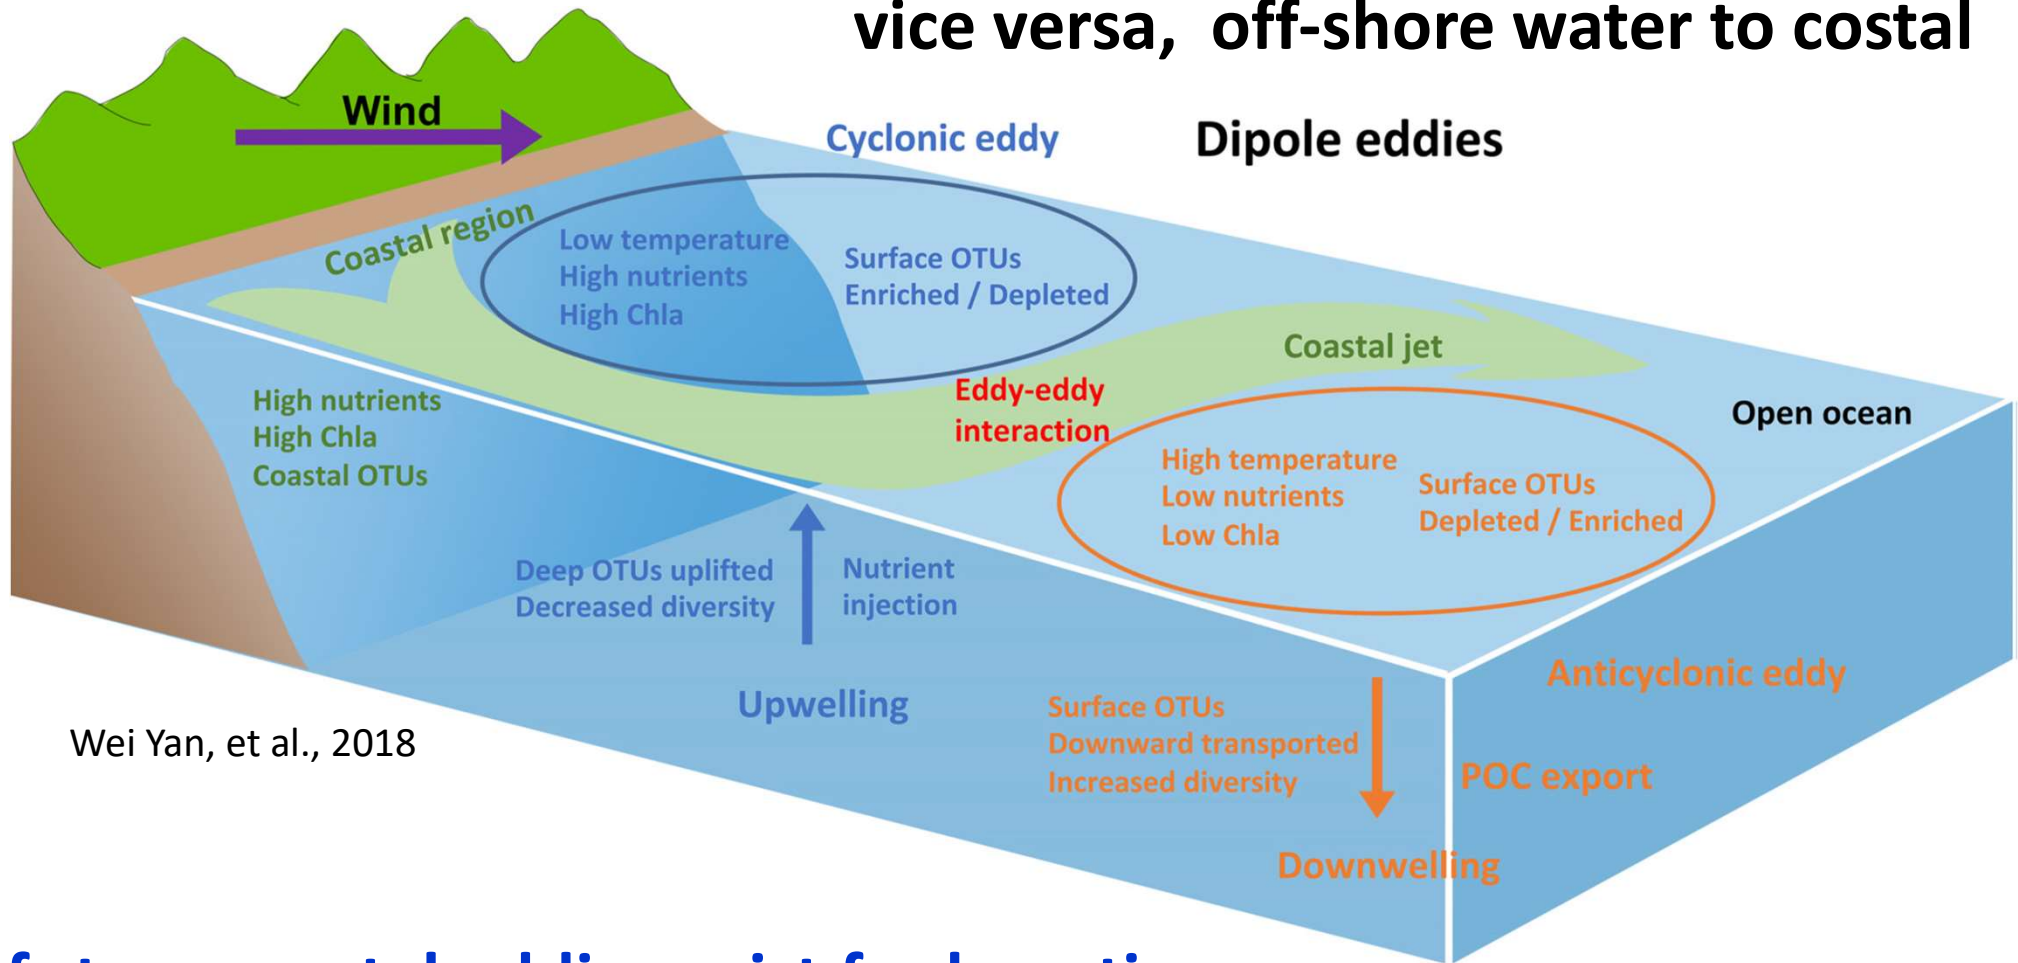 vice versa, off-shore water to costal
Wind
Cyclonic eddy
Dipole eddies
Coastal region
Low temperature
High nutrients
High Chla
Surface OTUs
Enriched / Depleted
Coastal jet
Eddy-eddy
interaction
Open ocean
High nutrients
High Chla
Coastal OTUs
High temperature
Low nutrients
Low Chla
Surface OTUs
Depleted / Enriched
Deep OTUs uplifted
Decreased diversity
Nutrient
injection
Upwelling
Anticyclonic eddy
Surface OTUs
Downward transported
Increased diversity
POC export
Downwelling
Wei Yan, et al., 2018